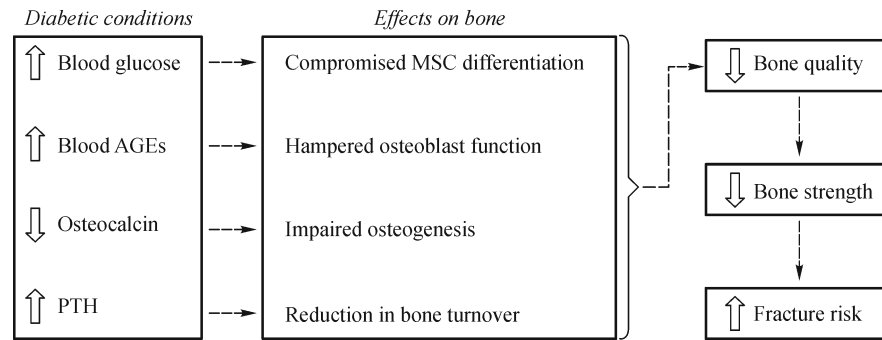 Diabetic conditions
Effects on bone
Blood glucose
Compromised MSC differentiation
Bone quality
Blood AGEs
Hampered osteoblast function
Osteocalcin
Impaired osteogenesis
Bone strength
PTH
Reduction in bone turnover
Fracture risk